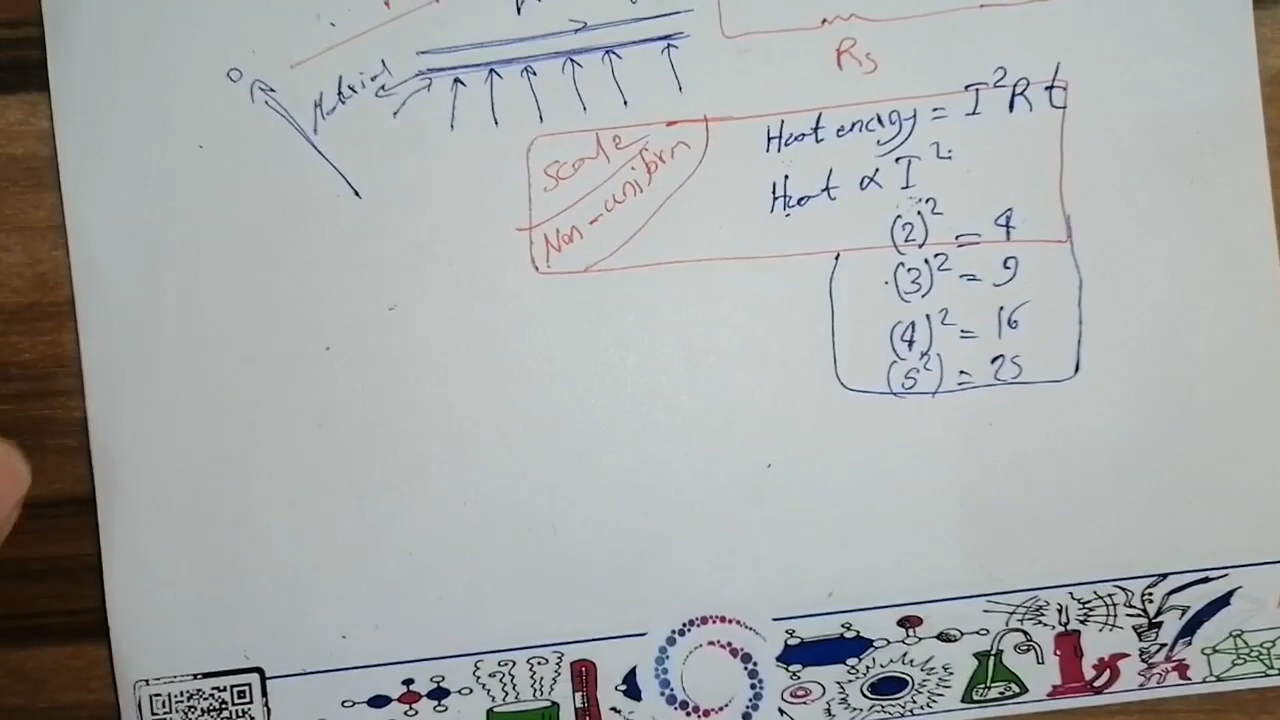 Rs
Material
Heat energy = I²R t
Scale
Heat ∝ I²
Non-uniform
(2)² = 4
(3)² = 9
(4)² = 16
(5²) = 25